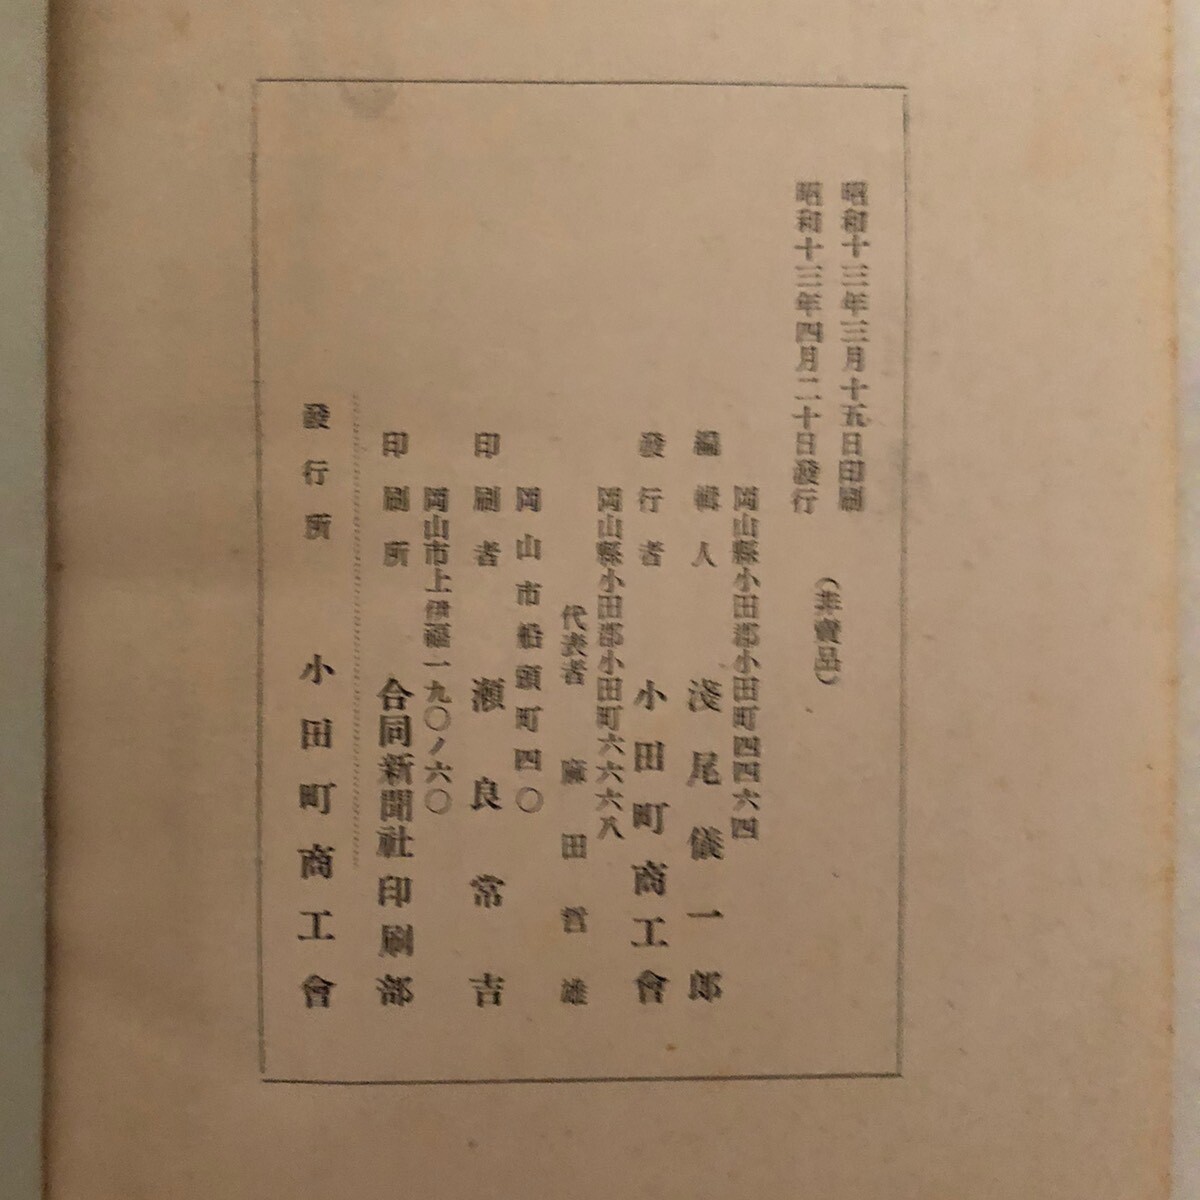 昭和十三年三月十五日印刷
昭和十三年四月二十日發行
(非賣品)
岡山縣小田郡小田町四四六四
編輯人 淺尾儀一郎
發行者 小田町商工會
岡山縣小田郡小田町六六六八
代表者 麻田哲雄
岡山市船頭町四〇
印刷者 瀬良常吉
岡山市上伊福一九〇ノ六〇
印刷所 合同新聞社印刷部
發行所 小田町商工會